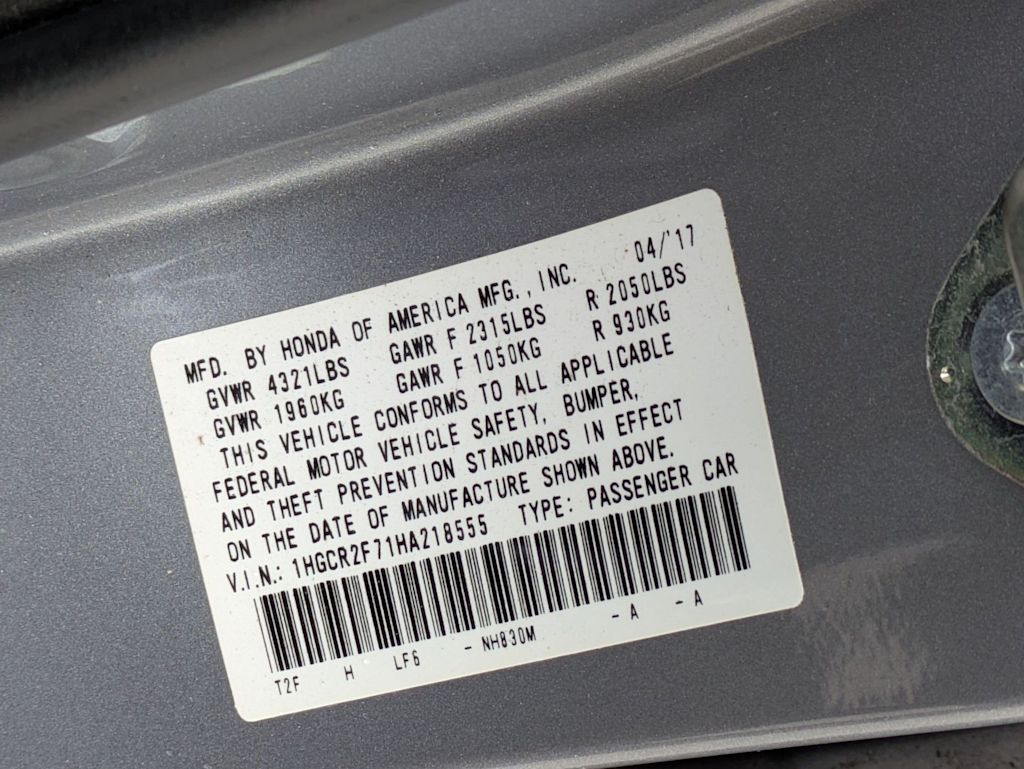 MFD. BY HONDA OF AMERICA MFG., INC. 04/'17
GVWR 4321LBS GAWR F 2315LBS R 2050LBS
GVWR 1960KG GAWR F 1050KG R 930KG
THIS VEHICLE CONFORMS TO ALL APPLICABLE
FEDERAL MOTOR VEHICLE SAFETY, BUMPER,
AND THEFT PREVENTION STANDARDS IN EFFECT
ON THE DATE OF MANUFACTURE SHOWN ABOVE.
V.I.N.: 1HGCR2F71HA218555 TYPE: PASSENGER CAR
T2F H LF6 - NH830M - A - A